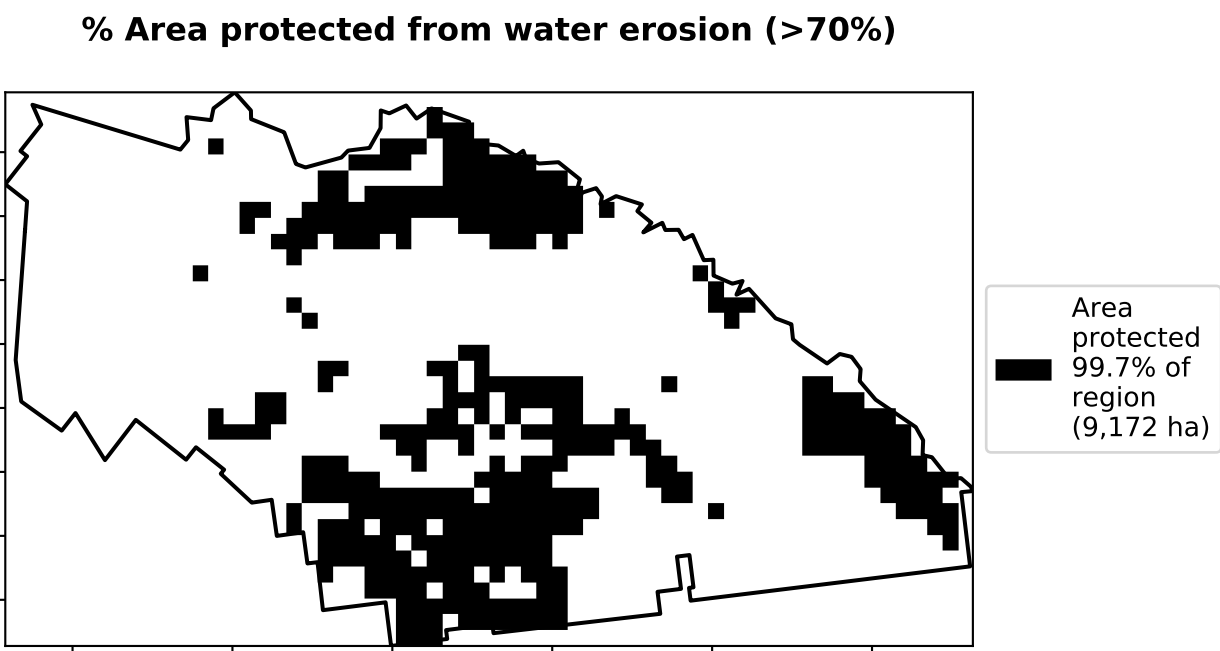 % Area protected from water erosion (>70%)
Area
protected
99.7% of
region
(9,172 ha)